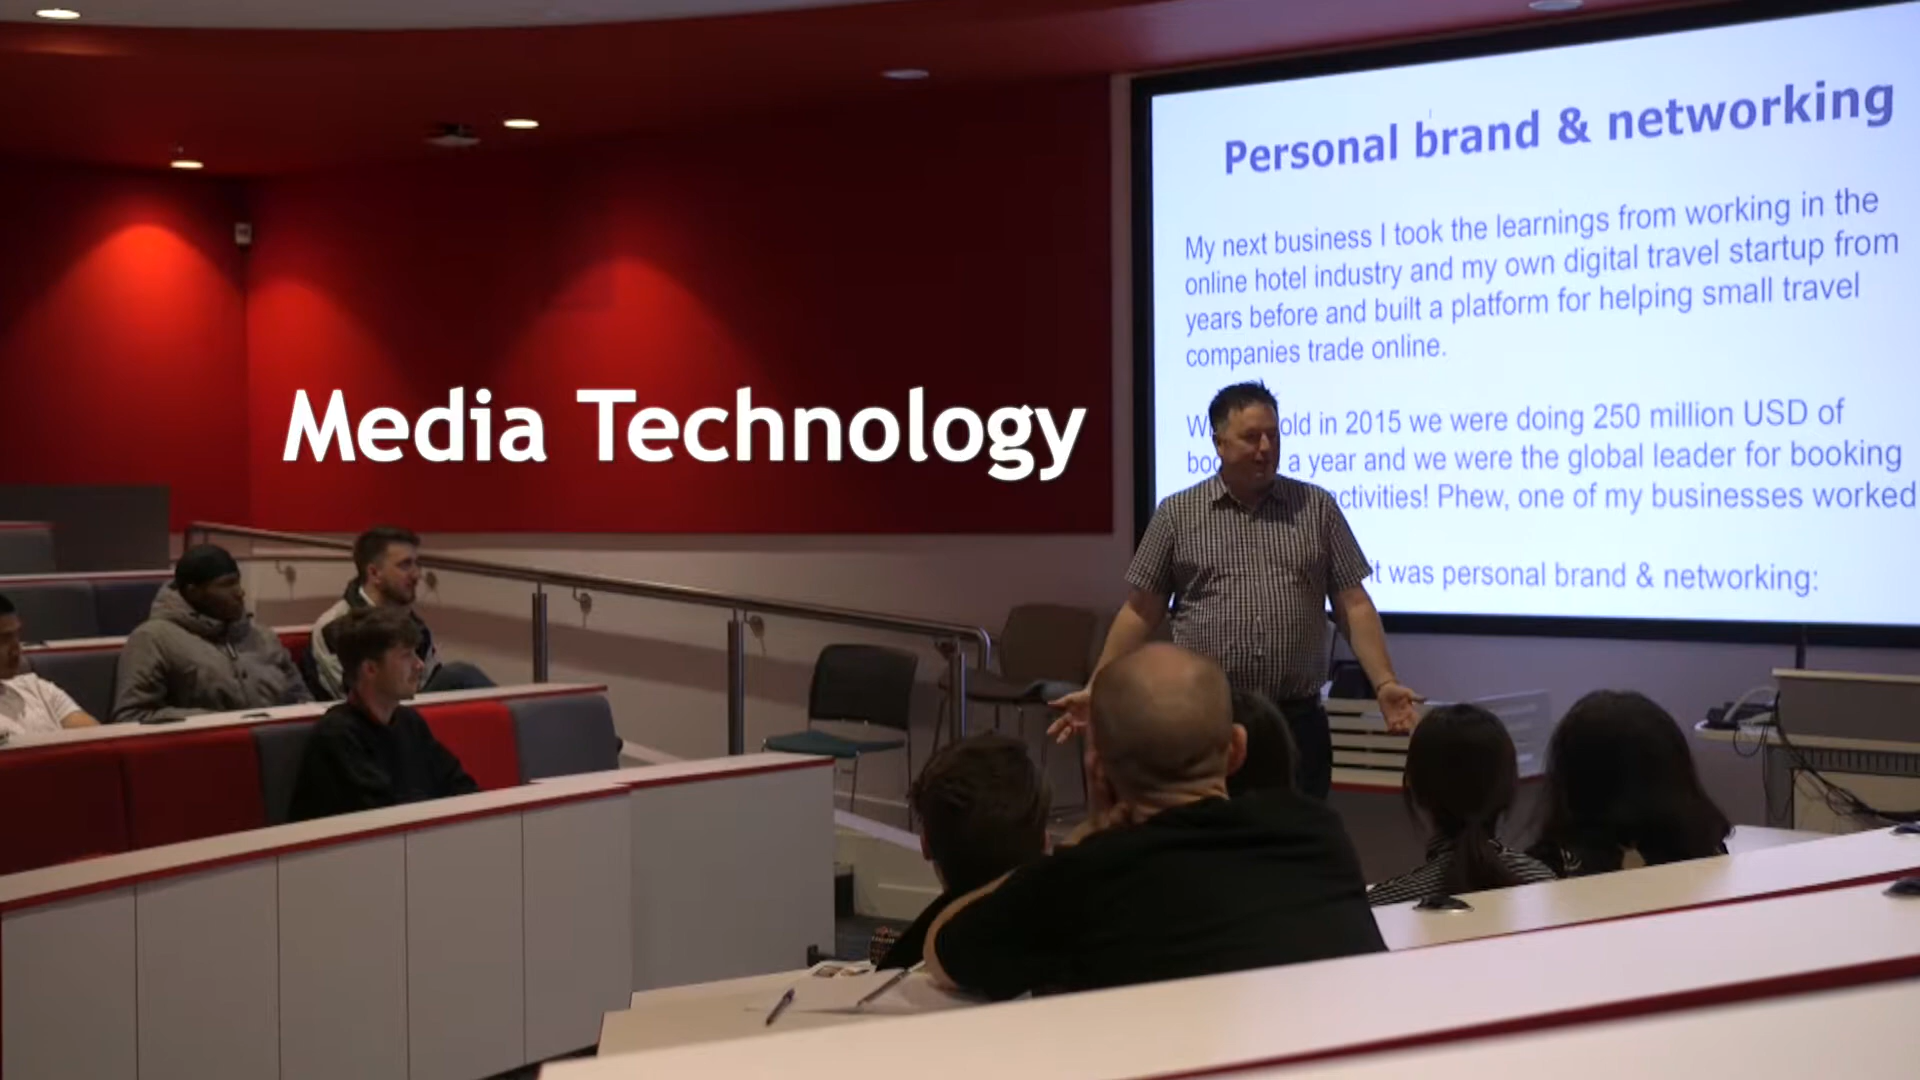 Media Technology
Personal brand & networking
My next business I took the learnings from working in the
online hotel industry and my own digital travel startup from
years before and built a platform for helping small travel
companies trade online.
old in 2015 we were doing 250 million USD of
a year and we were the global leader for booking
ctivities! Phew, one of my businesses worked
it was personal brand & networking: